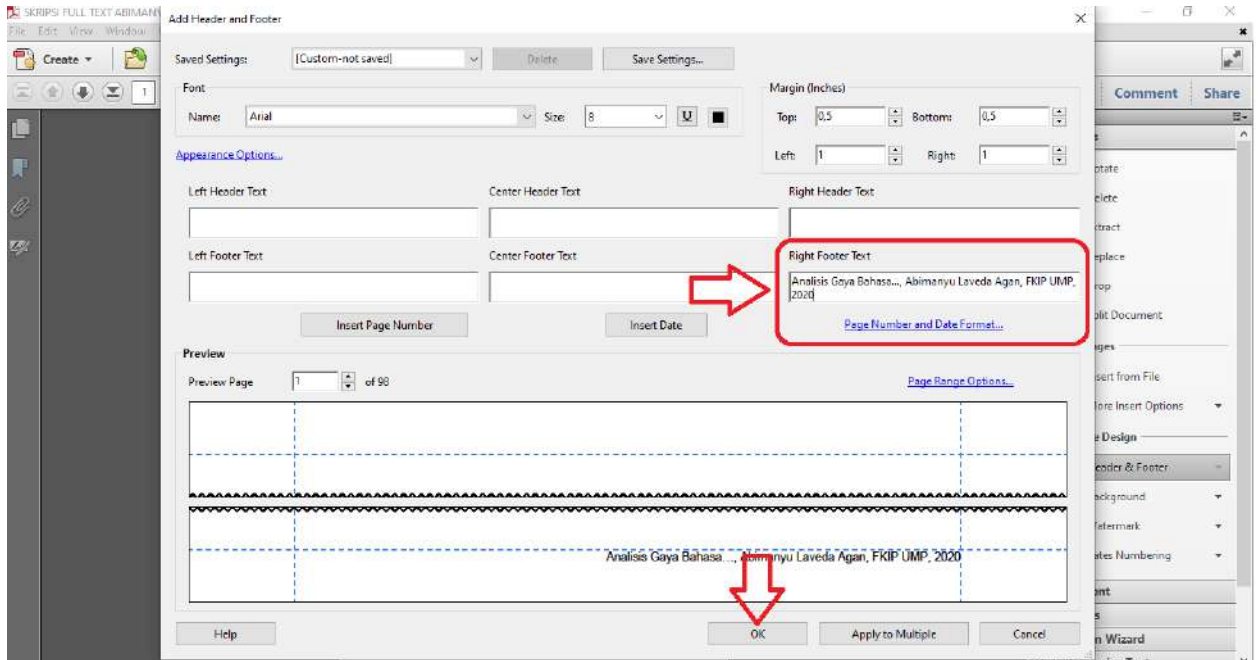 SKRIPSI FULL TEXT ABIMANY
File Edit View Window
Create
1
Comment Share
Add Header and Footer
Saved Settings: [Custom-not saved] Delete Save Settings...
Font
Name: Arial Size: 8 U
Margin (Inches)
Top: 0,5 Bottom: 0,5
Left: 1 Right: 1
Appearance Options...
Left Header Text Center Header Text Right Header Text
Left Footer Text Center Footer Text Right Footer Text
Analisis Gaya Bahasa..., Abimanyu Laveda Agan, FKIP UMP,
2020
Insert Page Number Insert Date Page Number and Date Format...
Preview
Preview Page 1 of 98 Page Range Options...
Analisis Gaya Bahasa..., Abimanyu Laveda Agan, FKIP UMP, 2020
Help OK Apply to Multiple Cancel
otate
elete
xtract
eplace
rop
plit Document
ages
nsert from File
lore Insert Options
e Design
eader & Footer
ackground
atermark
ates Numbering
n Wizard